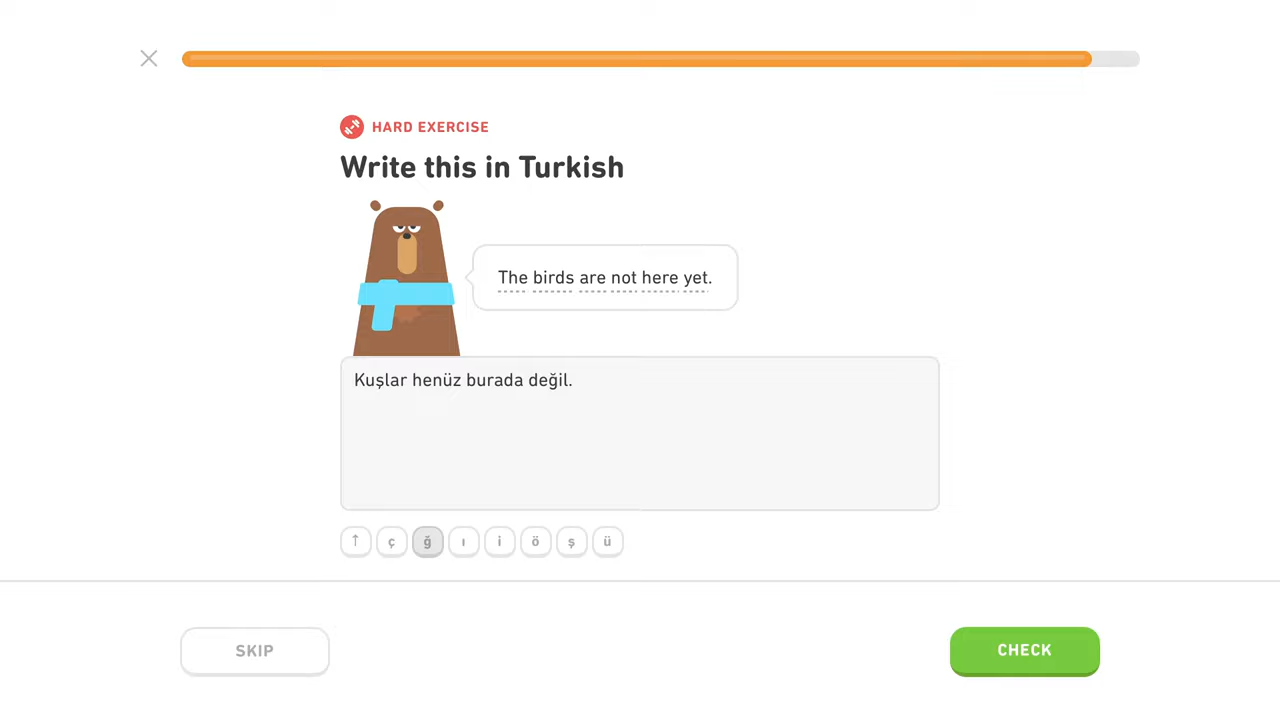 HARD EXERCISE
Write this in Turkish
The birds are not here yet.
Kuşlar henüz burada değil.
↑ ç ğ ı i ö ş ü
SKIP
CHECK